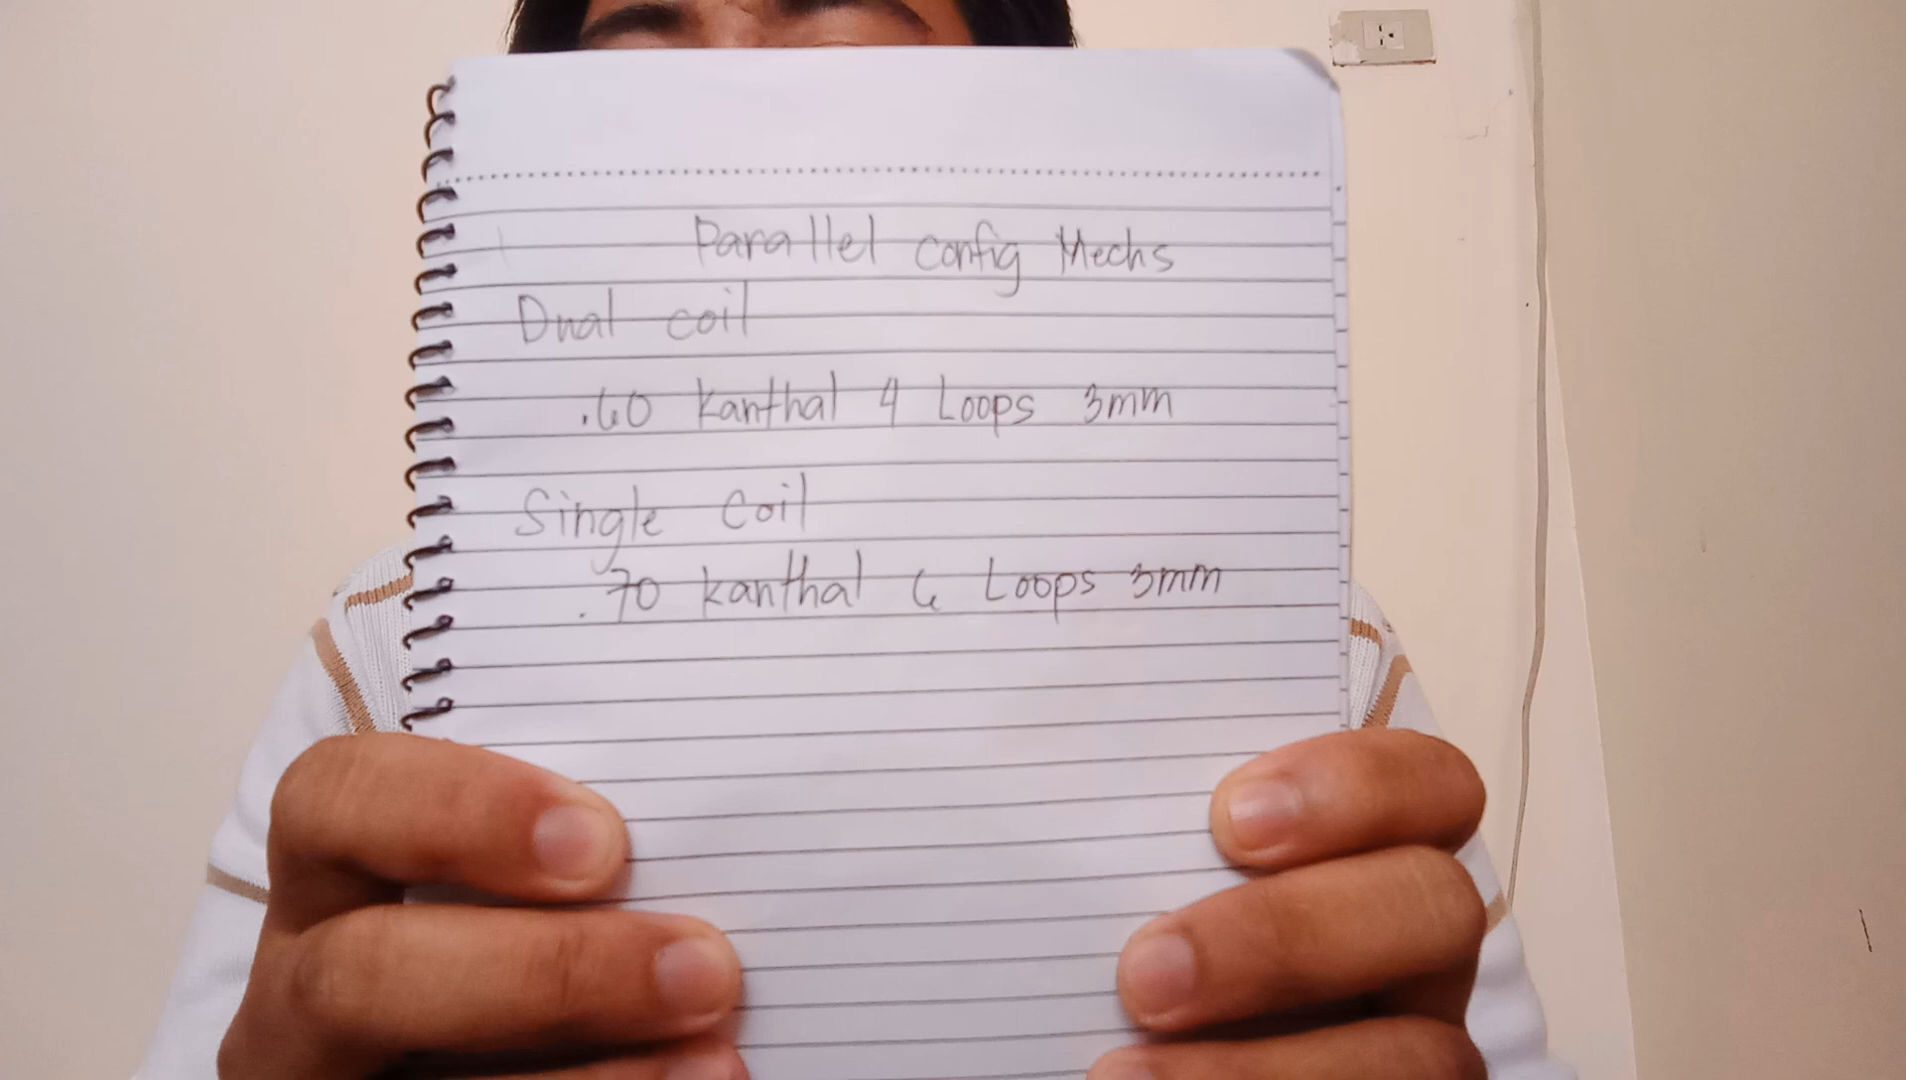 Parallel config Mechs
Dual coil
.60 Kanthal 4 Loops 3mm
Single Coil
.70 kanthal 6 Loops 3mm